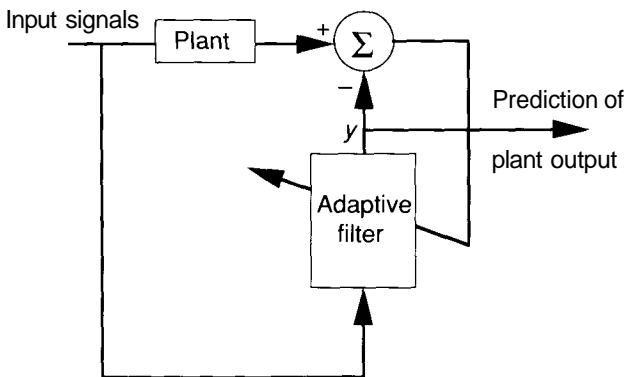 Input signals
Plant
+
Σ
−
Prediction of
y
plant output
Adaptive
filter